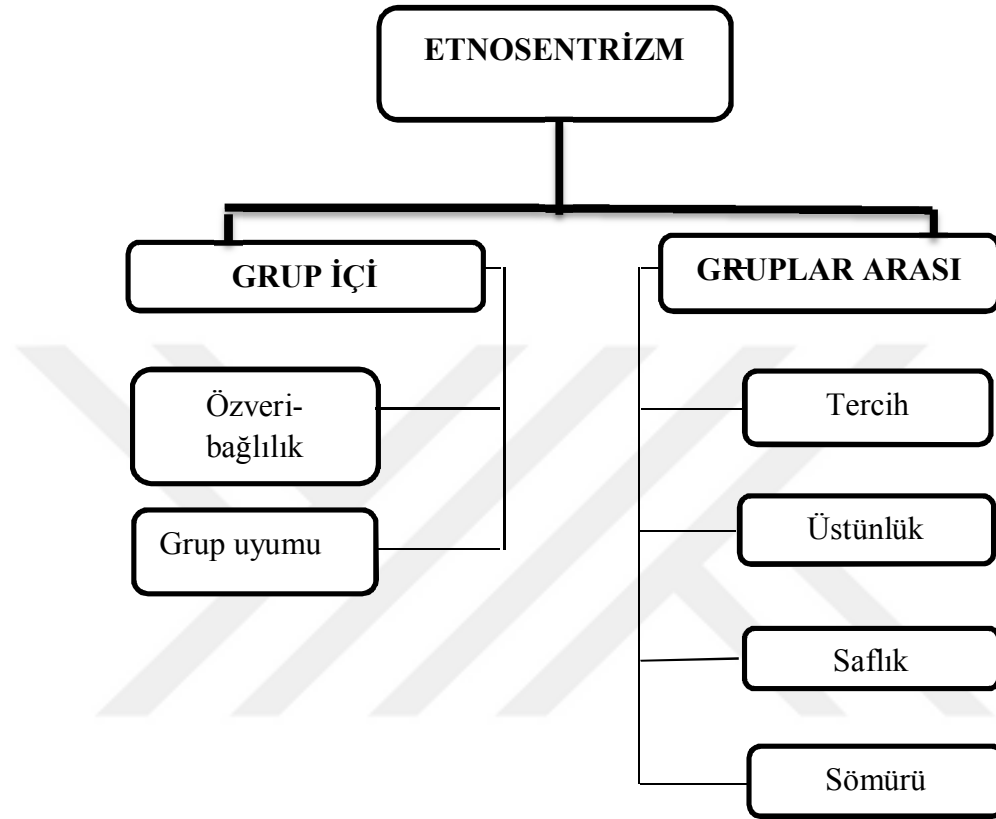 ETNOSENTRİZM
GRUP İÇİ
Özveri-
bağlılık
Grup uyumu
GRUPLAR ARASI
Tercih
Üstünlük
Saflık
Sömürü